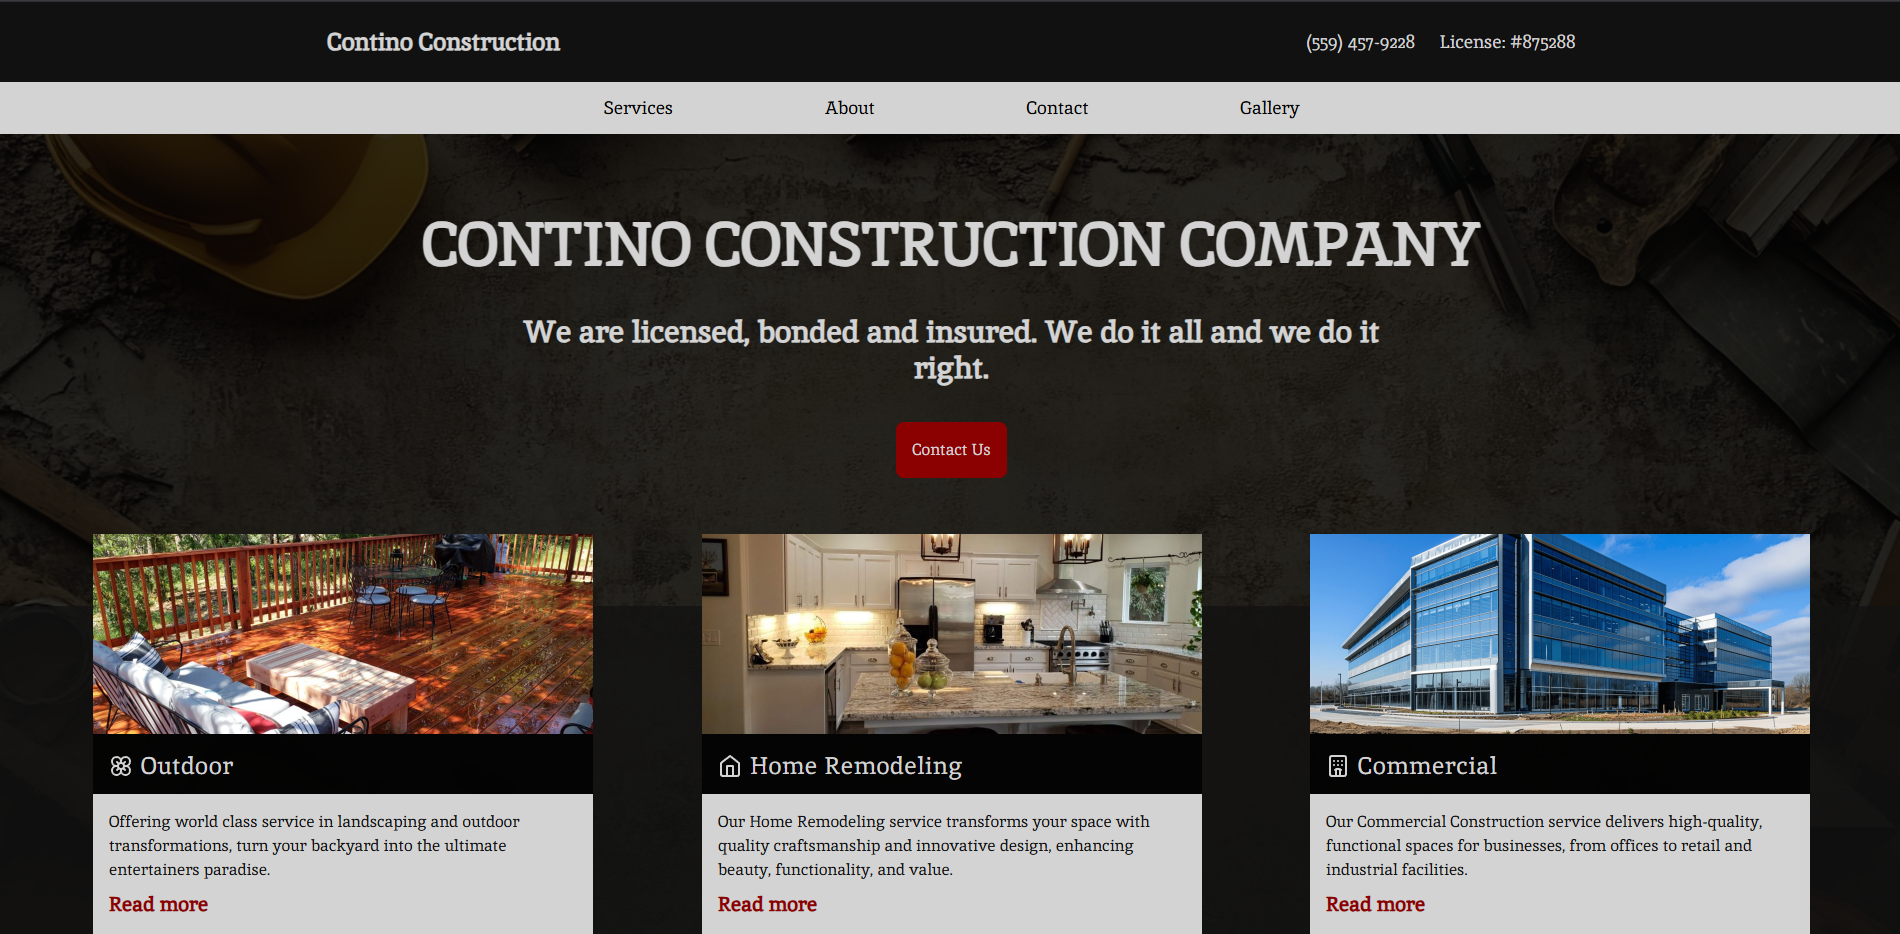 Contino Construction
(559) 457-9228 License: #875288
Services About Contact Gallery
CONTINO CONSTRUCTION COMPANY
We are licensed, bonded and insured. We do it all and we do it
right.
Contact Us
Outdoor
Offering world class service in landscaping and outdoor
transformations, turn your backyard into the ultimate
entertainers paradise.
Read more
Home Remodeling
Our Home Remodeling service transforms your space with
quality craftsmanship and innovative design, enhancing
beauty, functionality, and value.
Read more
Commercial
Our Commercial Construction service delivers high-quality,
functional spaces for businesses, from offices to retail and
industrial facilities.
Read more